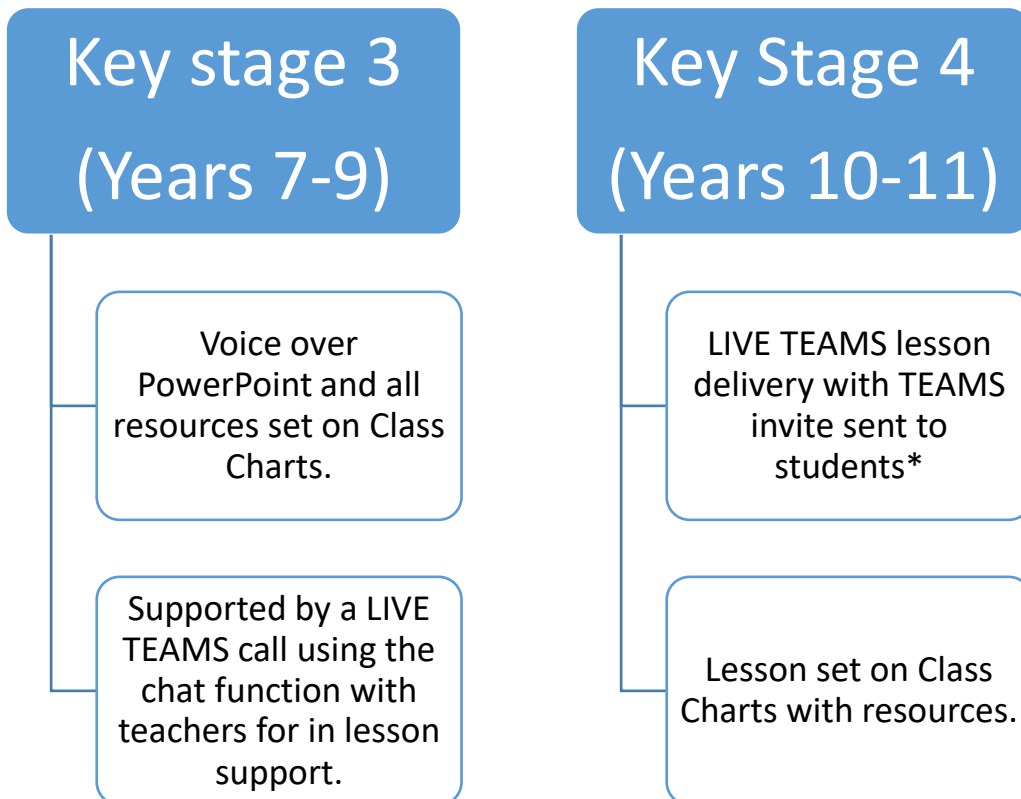 Key stage 3
(Years 7-9)
Voice over
PowerPoint and all
resources set on Class
Charts.
Supported by a LIVE
TEAMS call using the
chat function with
teachers for in lesson
support.
Key Stage 4
(Years 10-11)
LIVE TEAMS lesson
delivery with TEAMS
invite sent to
students*
Lesson set on Class
Charts with resources.